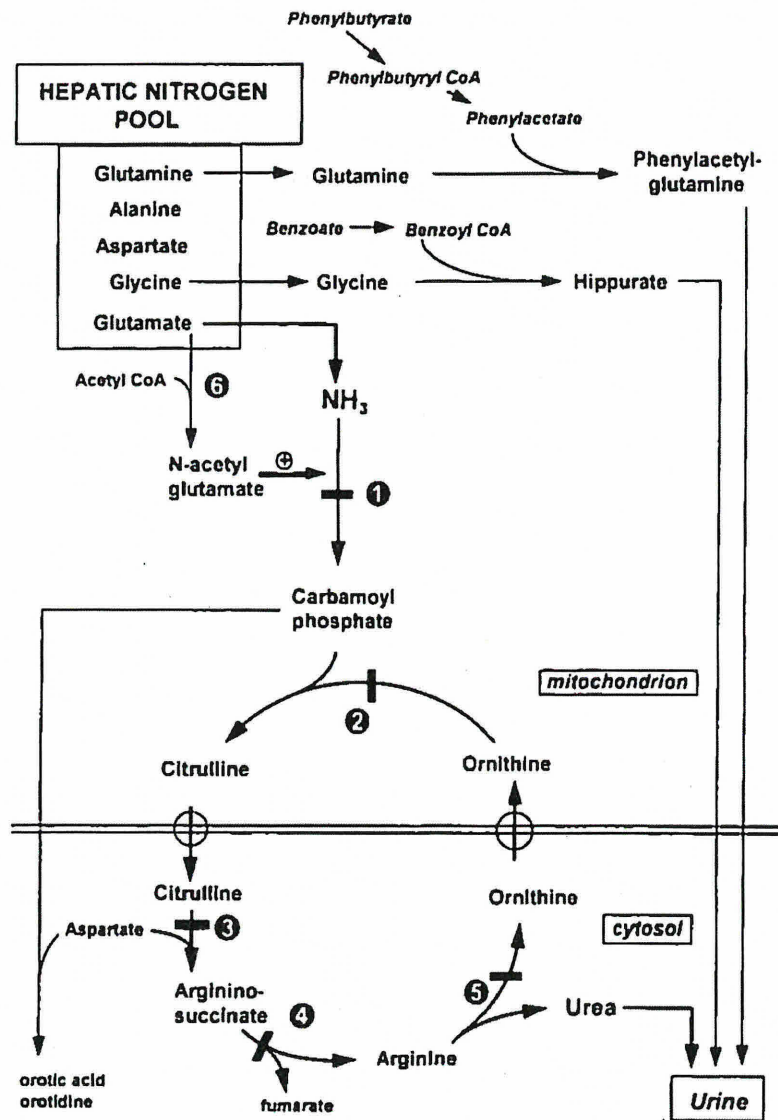 Phenylbutyrate
Phenylbutyryl CoA
Phenylacetate
HEPATIC NITROGEN
POOL
Glutamine
Glutamine
Phenylacetyl-
glutamine
Alanine
Aspartate
Benzoate
Benzoyl CoA
Glycine
Glycine
Hippurate
Glutamate
Acetyl CoA
6
NH3
N-acetyl
glutamate
+
1
Carbamoyl
phosphate
mitochondrion
2
Citrulline
Ornithine
Citrulline
Ornithine
Aspartate
3
cytosol
Arginino-
succinate
4
5
Urea
Arginine
orotic acid
orotidine
fumarate
Urine